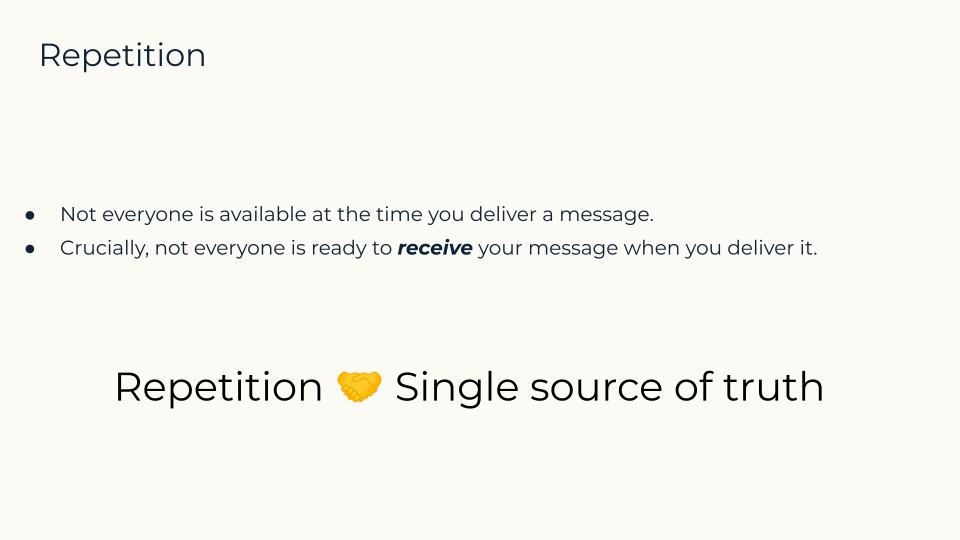 Repetition
● Not everyone is available at the time you deliver a message.
● Crucially, not everyone is ready to receive your message when you deliver it.
Repetition 🤝 Single source of truth